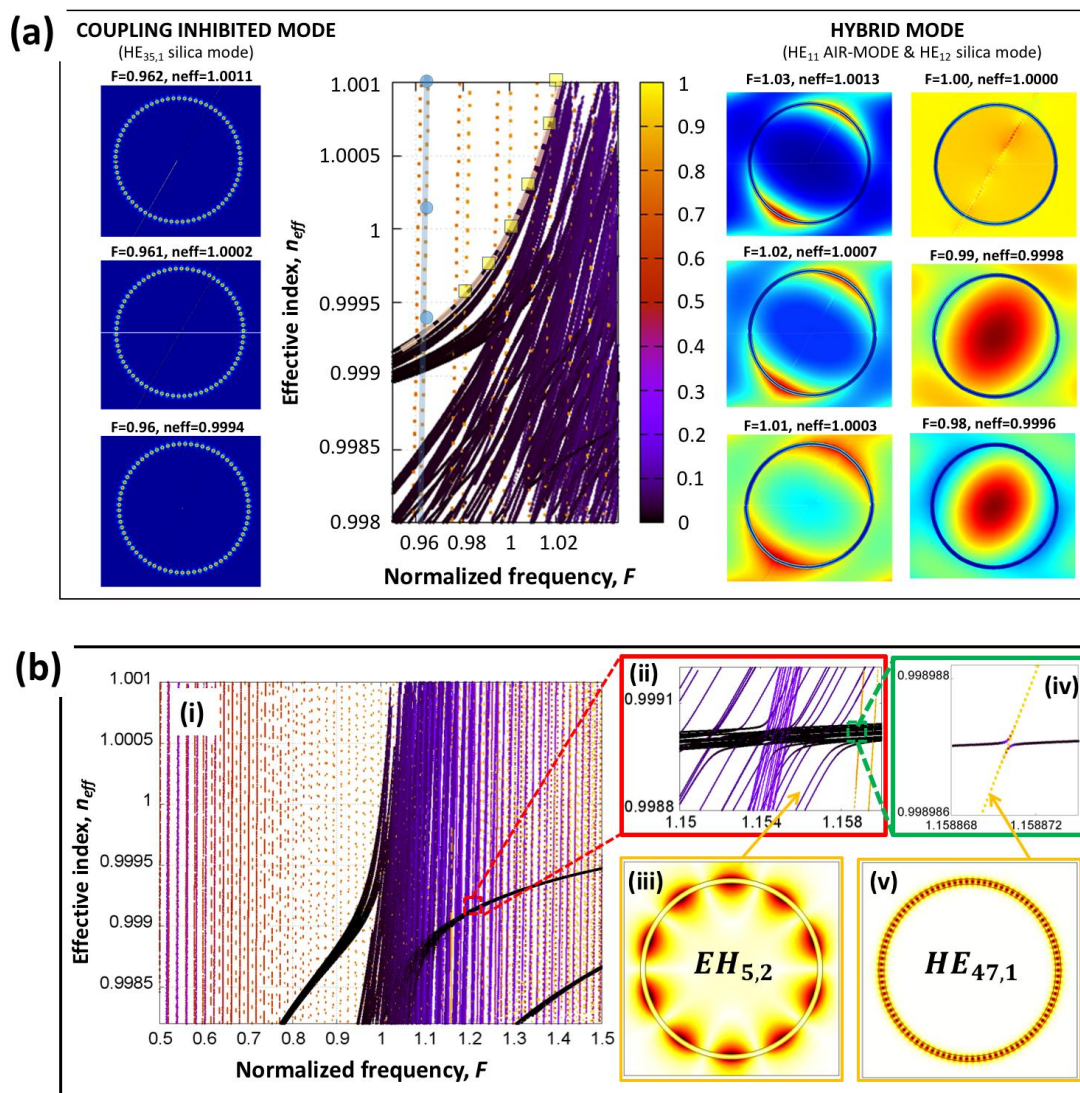 (a)
COUPLING INHIBITED MODE
(HE35,1 silica mode)
F=0.962, neff=1.0011
F=0.961, neff=1.0002
F=0.96, neff=0.9994
Effective index, neff
1.001
1.0005
1
0.9995
0.999
0.9985
0.998
0.96 0.98 1 1.02
Normalized frequency, F
1
0.9
0.8
0.7
0.6
0.5
0.4
0.3
0.2
0.1
0
HYBRID MODE
(HE11 AIR-MODE & HE12 silica mode)
F=1.03, neff=1.0013 F=1.00, neff=1.0000
F=1.02, neff=1.0007 F=0.99, neff=0.9998
F=1.01, neff=1.0003 F=0.98, neff=0.9996
(b)
(i)
Effective index, neff
1.001
1.0005
1
0.9995
0.999
0.9985
0.5 0.6 0.7 0.8 0.9 1 1.1 1.2 1.3 1.4 1.5
Normalized frequency, F
(ii)
0.9991
0.9988
1.15 1.154 1.158
(iv)
0.998988
0.998986
1.158868 1.158872
(iii)
EH5,2
(v)
HE47,1